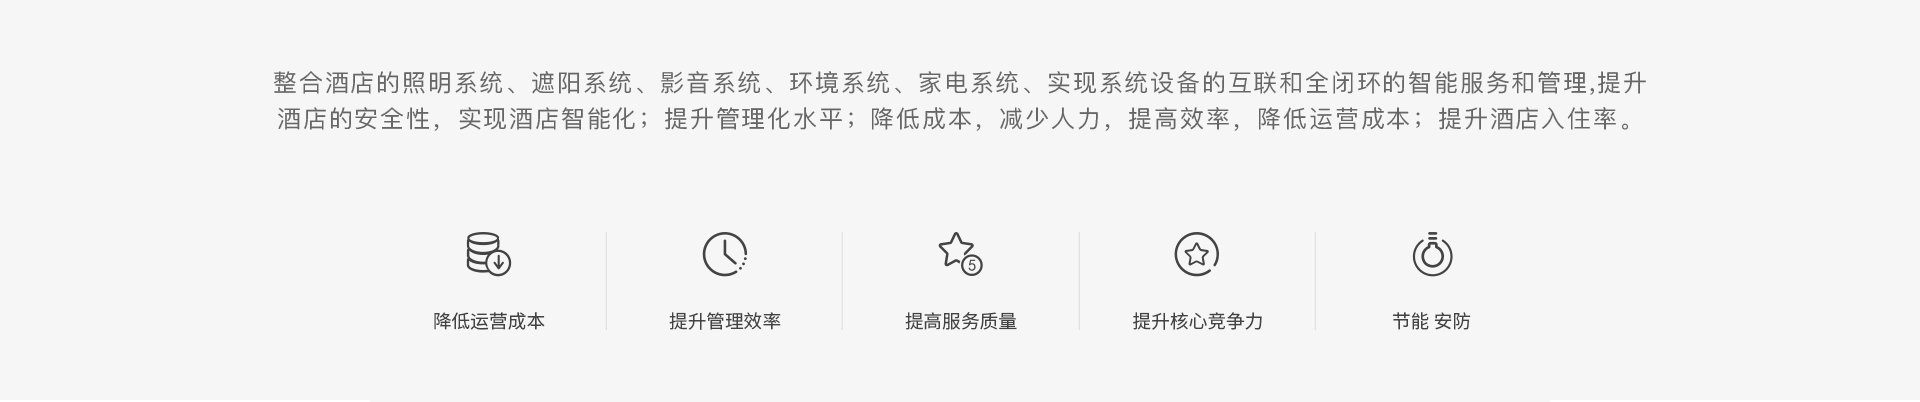 整合酒店的照明系统、遮阳系统、影音系统、环境系统、家电系统、实现系统设备的互联和全闭环的智能服务和管理,提升
酒店的安全性，实现酒店智能化；提升管理化水平；降低成本，减少人力，提高效率，降低运营成本；提升酒店入住率。
5
降低运营成本
提升管理效率
提高服务质量
提升核心竞争力
节能 安防